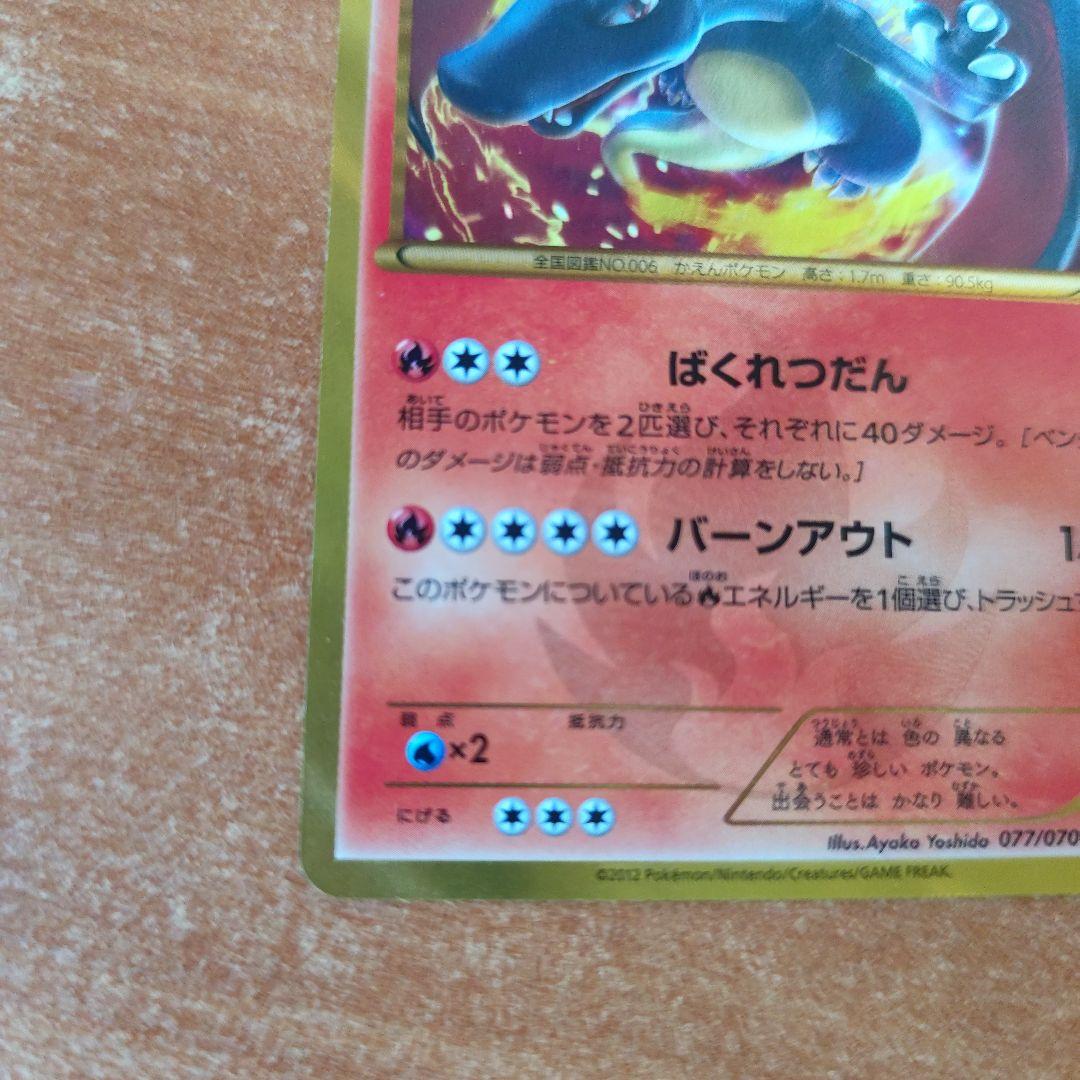 全国図鑑NO.006 かえんポケモン 高さ：1.7m 重さ：90.5kg
ばくれつだん
相手のポケモンを2匹選び、それぞれに40ダメージ。[ベン
のダメージは弱点・抵抗力の計算をしない。]
バーンアウト 1
このポケモンについているエネルギーを1個選び、トラッシュ
弱点 抵抗力
×2
通常とは 色の 異なる
とても 珍しい ポケモン。
出会うことは かなり 難しい。
にげる
Illus. Ayaka Yoshida 077/070
©2012 Pokémon/Nintendo/Creatures/GAME FREAK.